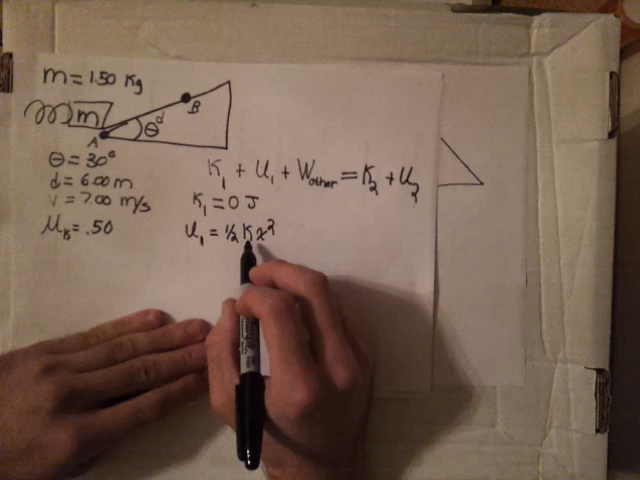 m = 1.50 Kg
m
A
θ
d
B
θ = 30°
d = 6.00 m
v = 7.00 m/s
μk = .50
K1 + U1 + Wother = K2 + U2
K1 = 0 J
U1 = 1/2 K x²